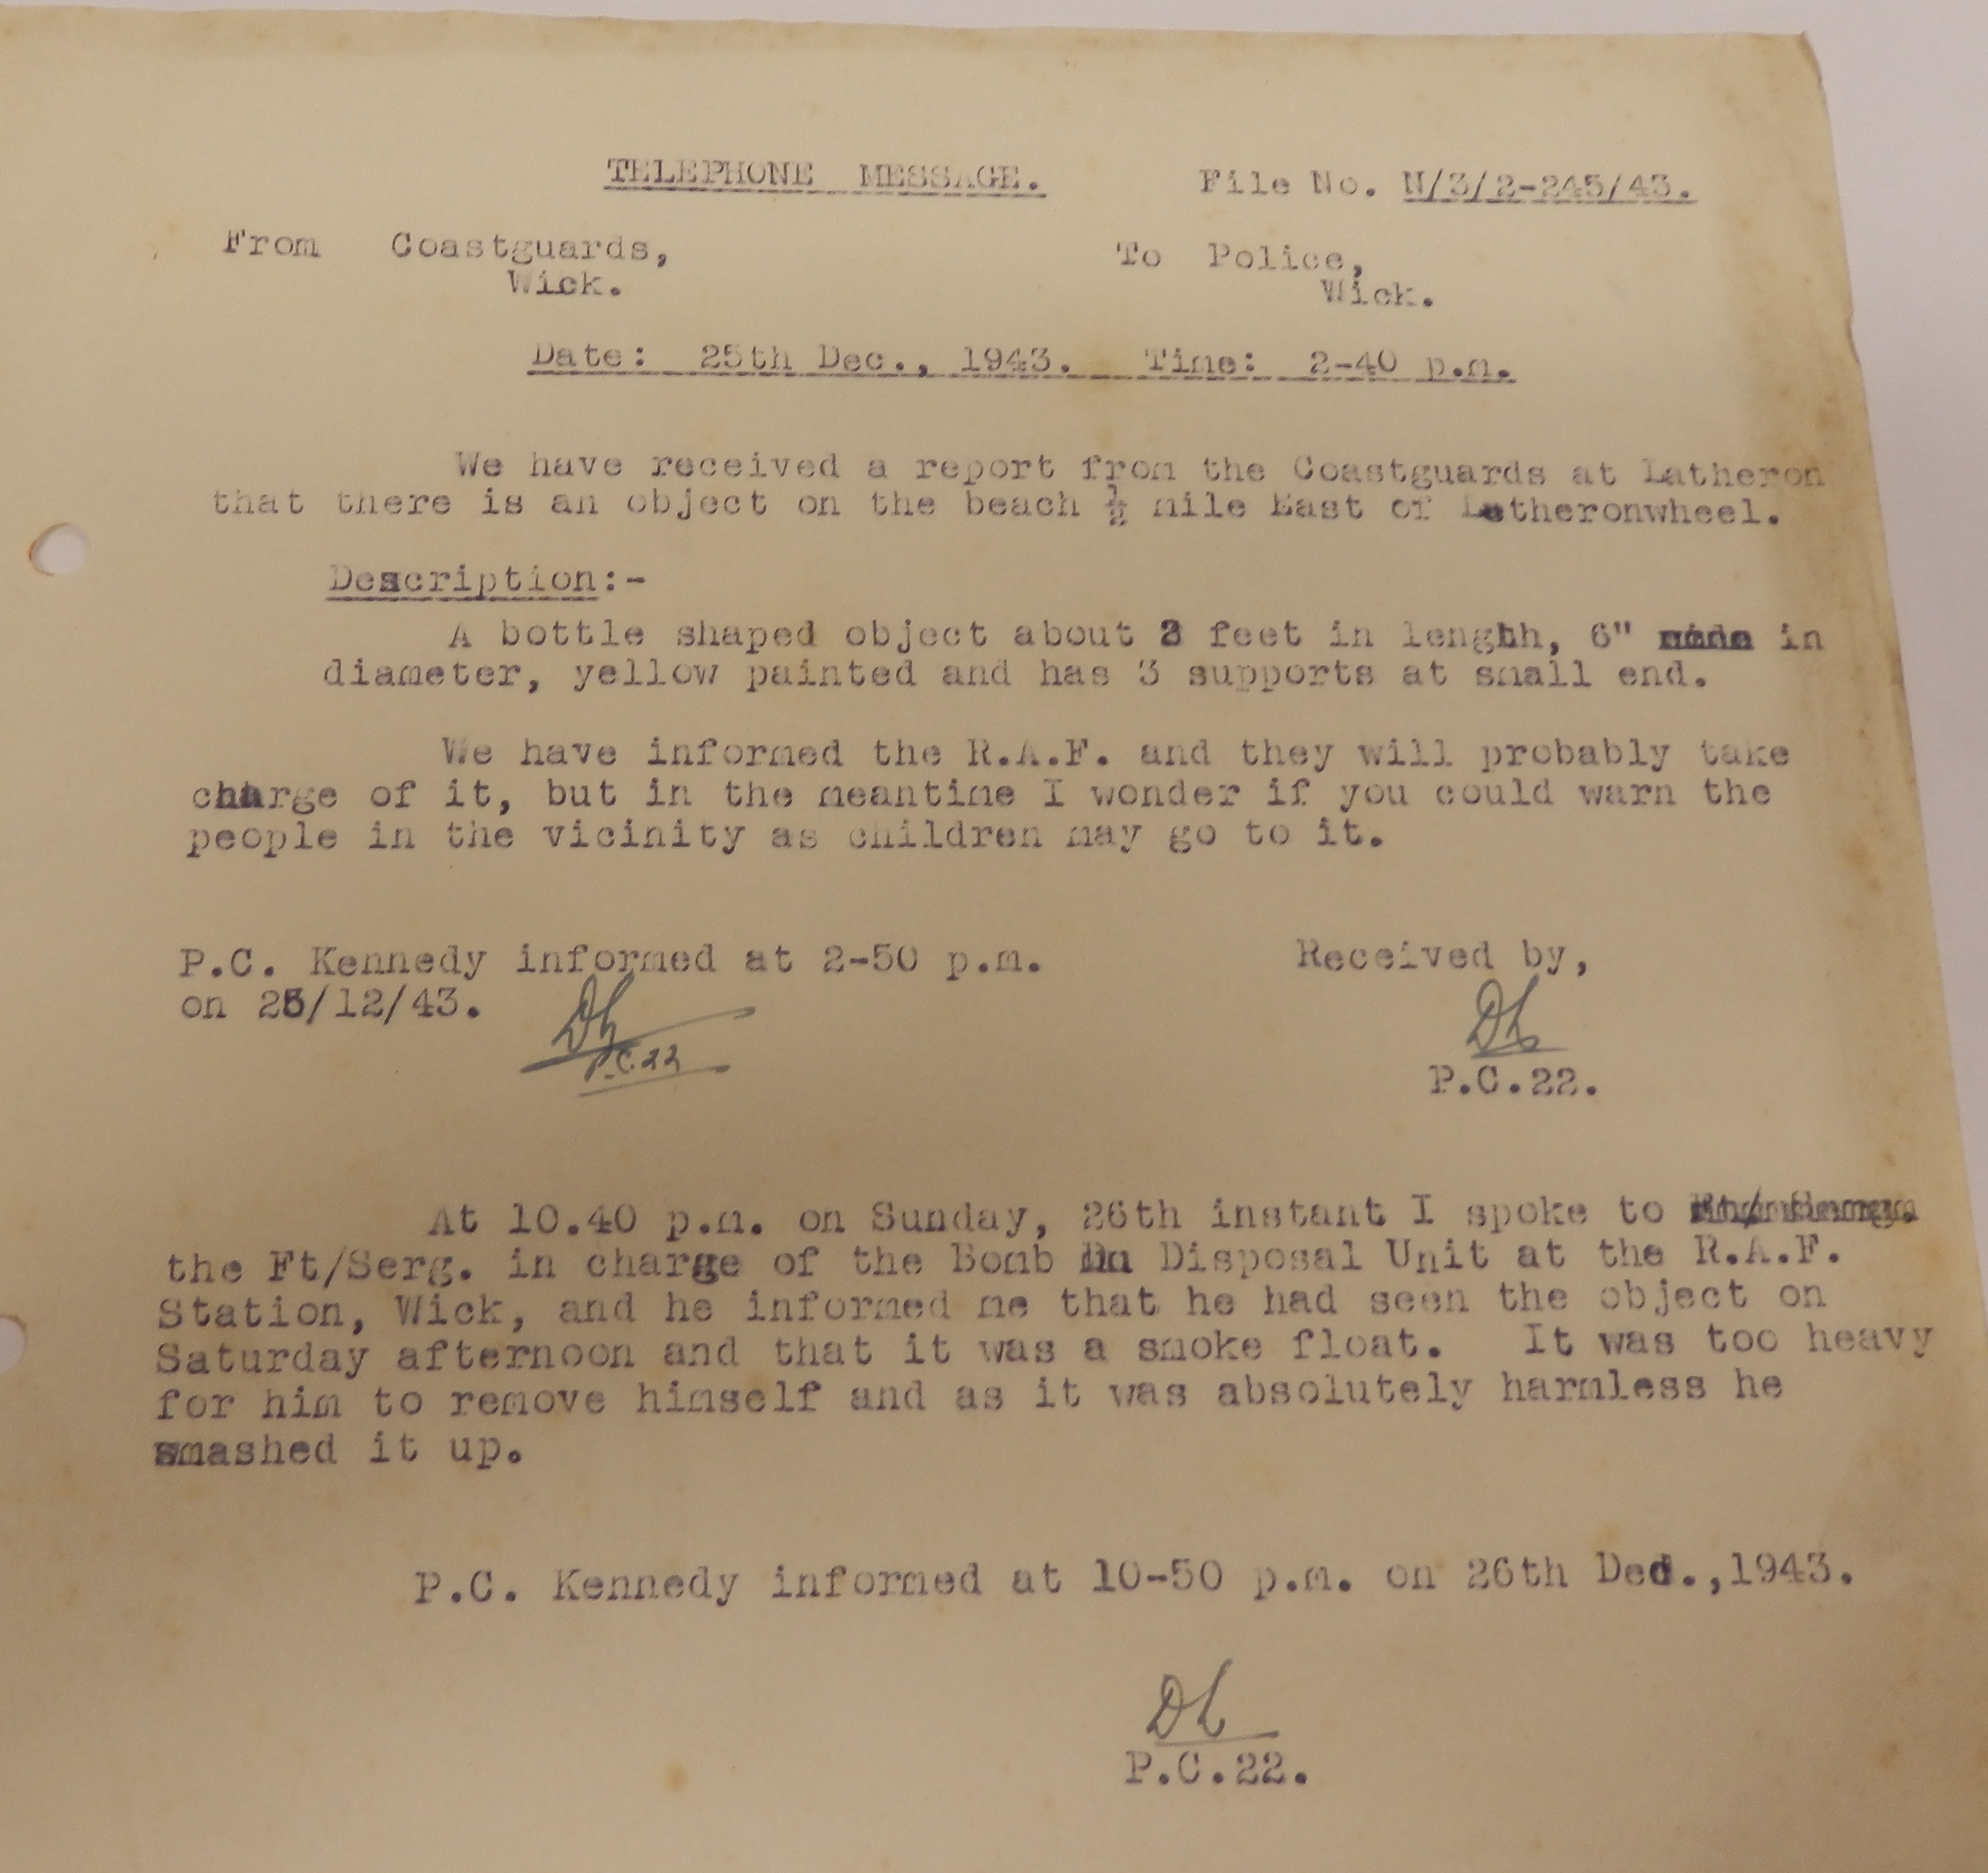 TELEPHONE MESSAGE. File No. N/3/2-245/43.
From Coastguards, To Police,
Wick. Wick.
Date: 25th Dec., 1943. Time: 2-40 p.m.
We have received a report from the Coastguards at Latheron
that there is an object on the beach ½ mile East of Latheronwheel.
Description:-
A bottle shaped object about feet in length, 6" in
diameter, yellow painted and has 3 supports at small end.
We have informed the R.A.F. and they will probably take
charge of it, but in the meantime I wonder if you could warn the
people in the vicinity as children may go to it.
P.C. Kennedy informed at 2-50 p.m. Received by,
on 25/12/43.
P.C.22
P.C.22.
At 10.40 p.m. on Sunday, 26th instant I spoke to
the Ft/Serg. in charge of the Bomb Disposal Unit at the R.A.F.
Station, Wick, and he informed me that he had seen the object on
Saturday afternoon and that it was a smoke float. It was too heavy
for him to remove himself and as it was absolutely harmless he
smashed it up.
P.C. Kennedy informed at 10-50 p.m. on 26th Dec.,1943.
P.C.22.